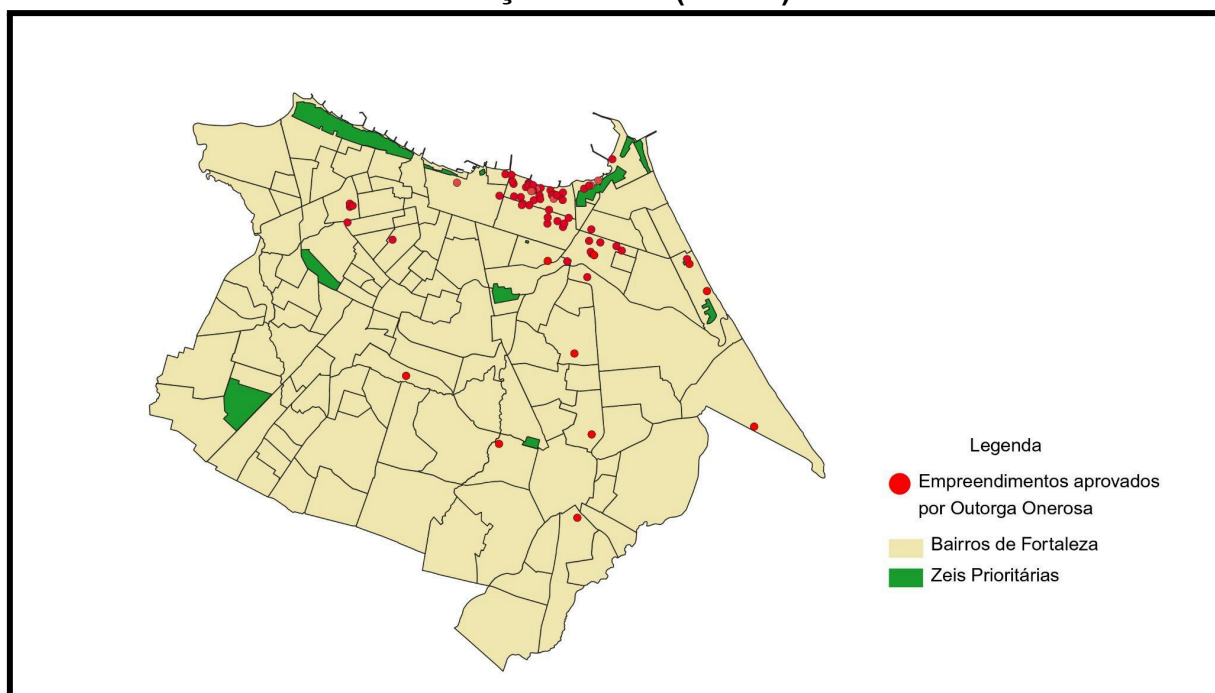 Legenda
Empreendimentos aprovados
por Outorga Onerosa
Bairros de Fortaleza
Zeis Prioritárias